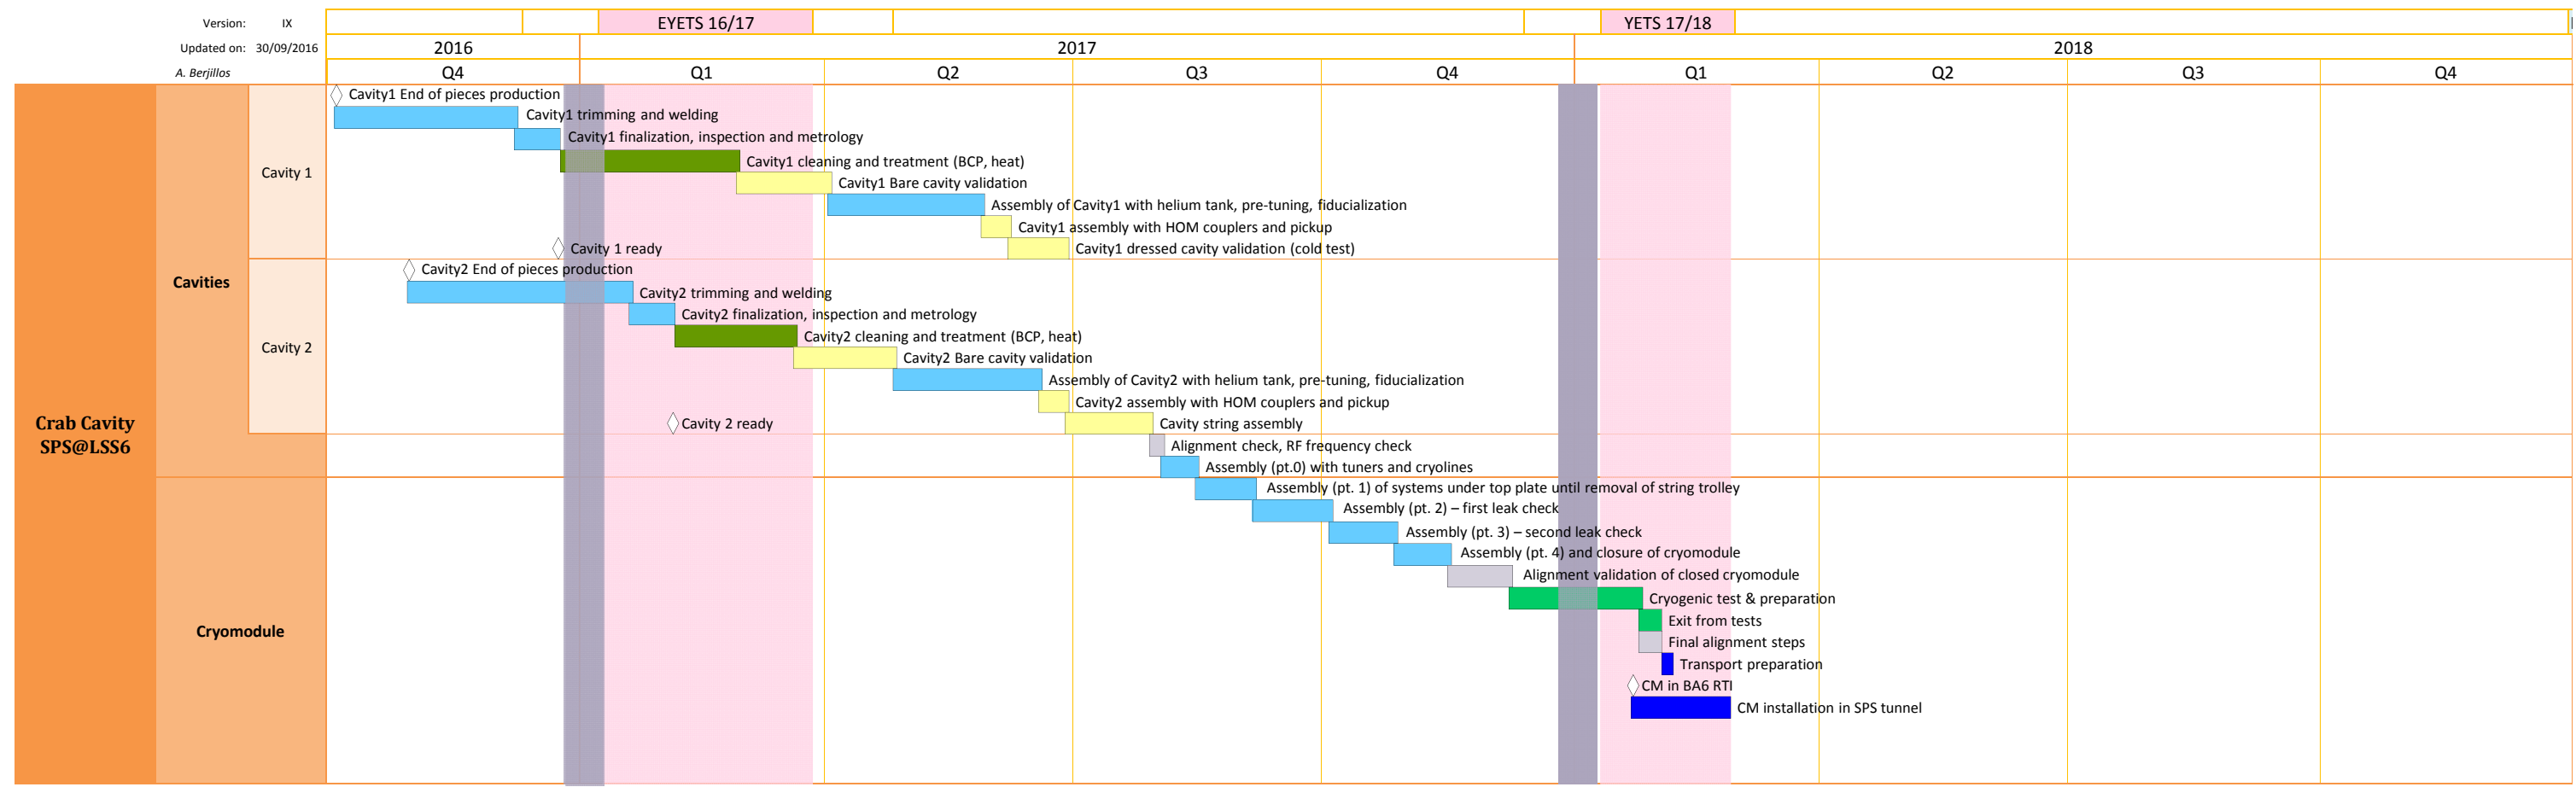 Version: IX
EYETS 16/17
YETS 17/18
Updated on: 30/09/2016
2016
2017
2018
A. Berjillos
Q4
Q1
Q2
Q3
Q4
Q1
Q2
Q3
Q4
Crab Cavity
SPS@LSS6
Cavities
Cavity 1
Cavity1 End of pieces production
Cavity1 trimming and welding
Cavity1 finalization, inspection and metrology
Cavity1 cleaning and treatment (BCP, heat)
Cavity1 Bare cavity validation
Assembly of Cavity1 with helium tank, pre-tuning, fiducialization
Cavity1 assembly with HOM couplers and pickup
Cavity 1 ready
Cavity1 dressed cavity validation (cold test)
Cavity 2
Cavity2 End of pieces production
Cavity2 trimming and welding
Cavity2 finalization, inspection and metrology
Cavity2 cleaning and treatment (BCP, heat)
Cavity2 Bare cavity validation
Assembly of Cavity2 with helium tank, pre-tuning, fiducialization
Cavity2 assembly with HOM couplers and pickup
Cavity 2 ready
Cavity string assembly
Alignment check, RF frequency check
Assembly (pt.0) with tuners and cryolines
Cryomodule
Assembly (pt. 1) of systems under top plate until removal of string trolley
Assembly (pt. 2) – first leak check
Assembly (pt. 3) – second leak check
Assembly (pt. 4) and closure of cryomodule
Alignment validation of closed cryomodule
Cryogenic test & preparation
Exit from tests
Final alignment steps
Transport preparation
CM in BA6 RTI
CM installation in SPS tunnel